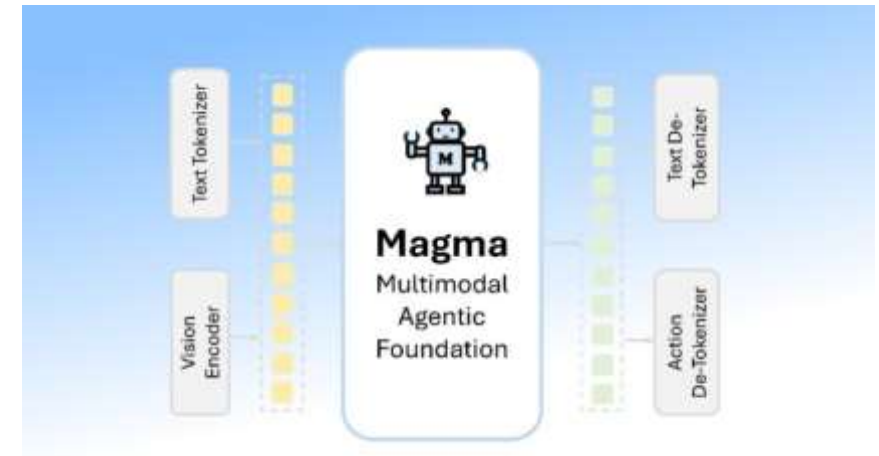 Text Tokenizer
Vision
Encoder
M
Magma
Multimodal
Agentic
Foundation
Text De-
Tokenizer
Action
De-Tokenizer